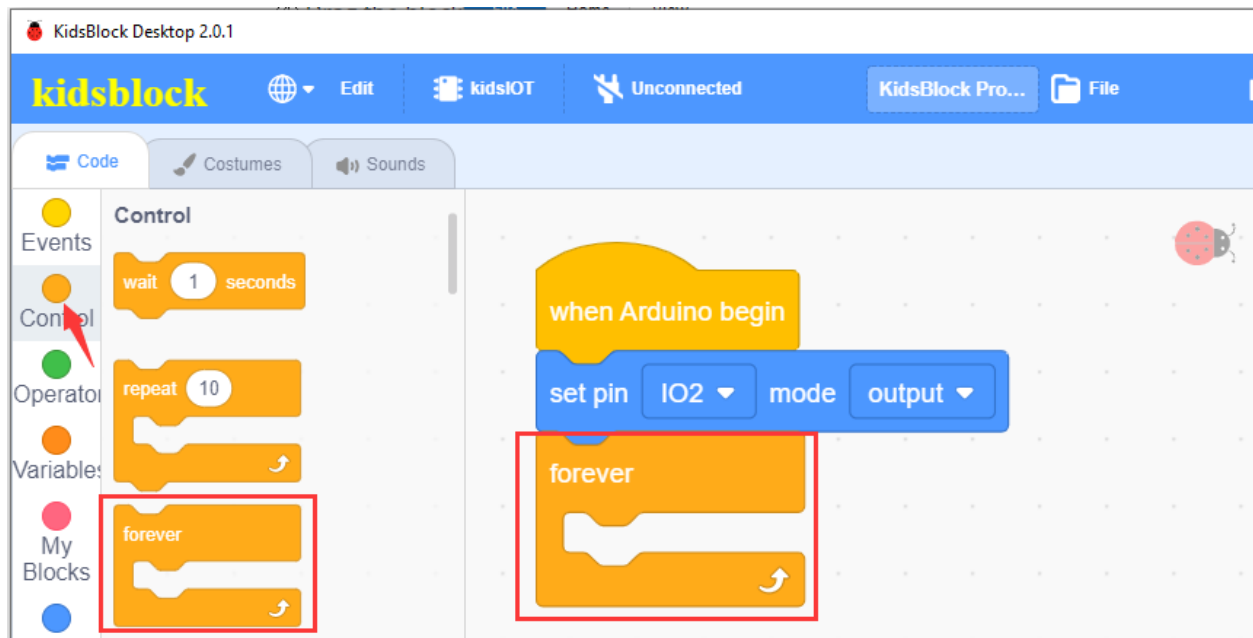 KidsBlock Desktop 2.0.1
kidsblock
Edit
kidsIOT
Unconnected
KidsBlock Pro...
File
Code
Costumes
Sounds
Events
Control
Operator
Variables
My
Blocks
Control
wait 1 seconds
repeat 10
forever
when Arduino begin
set pin IO2 mode output
forever